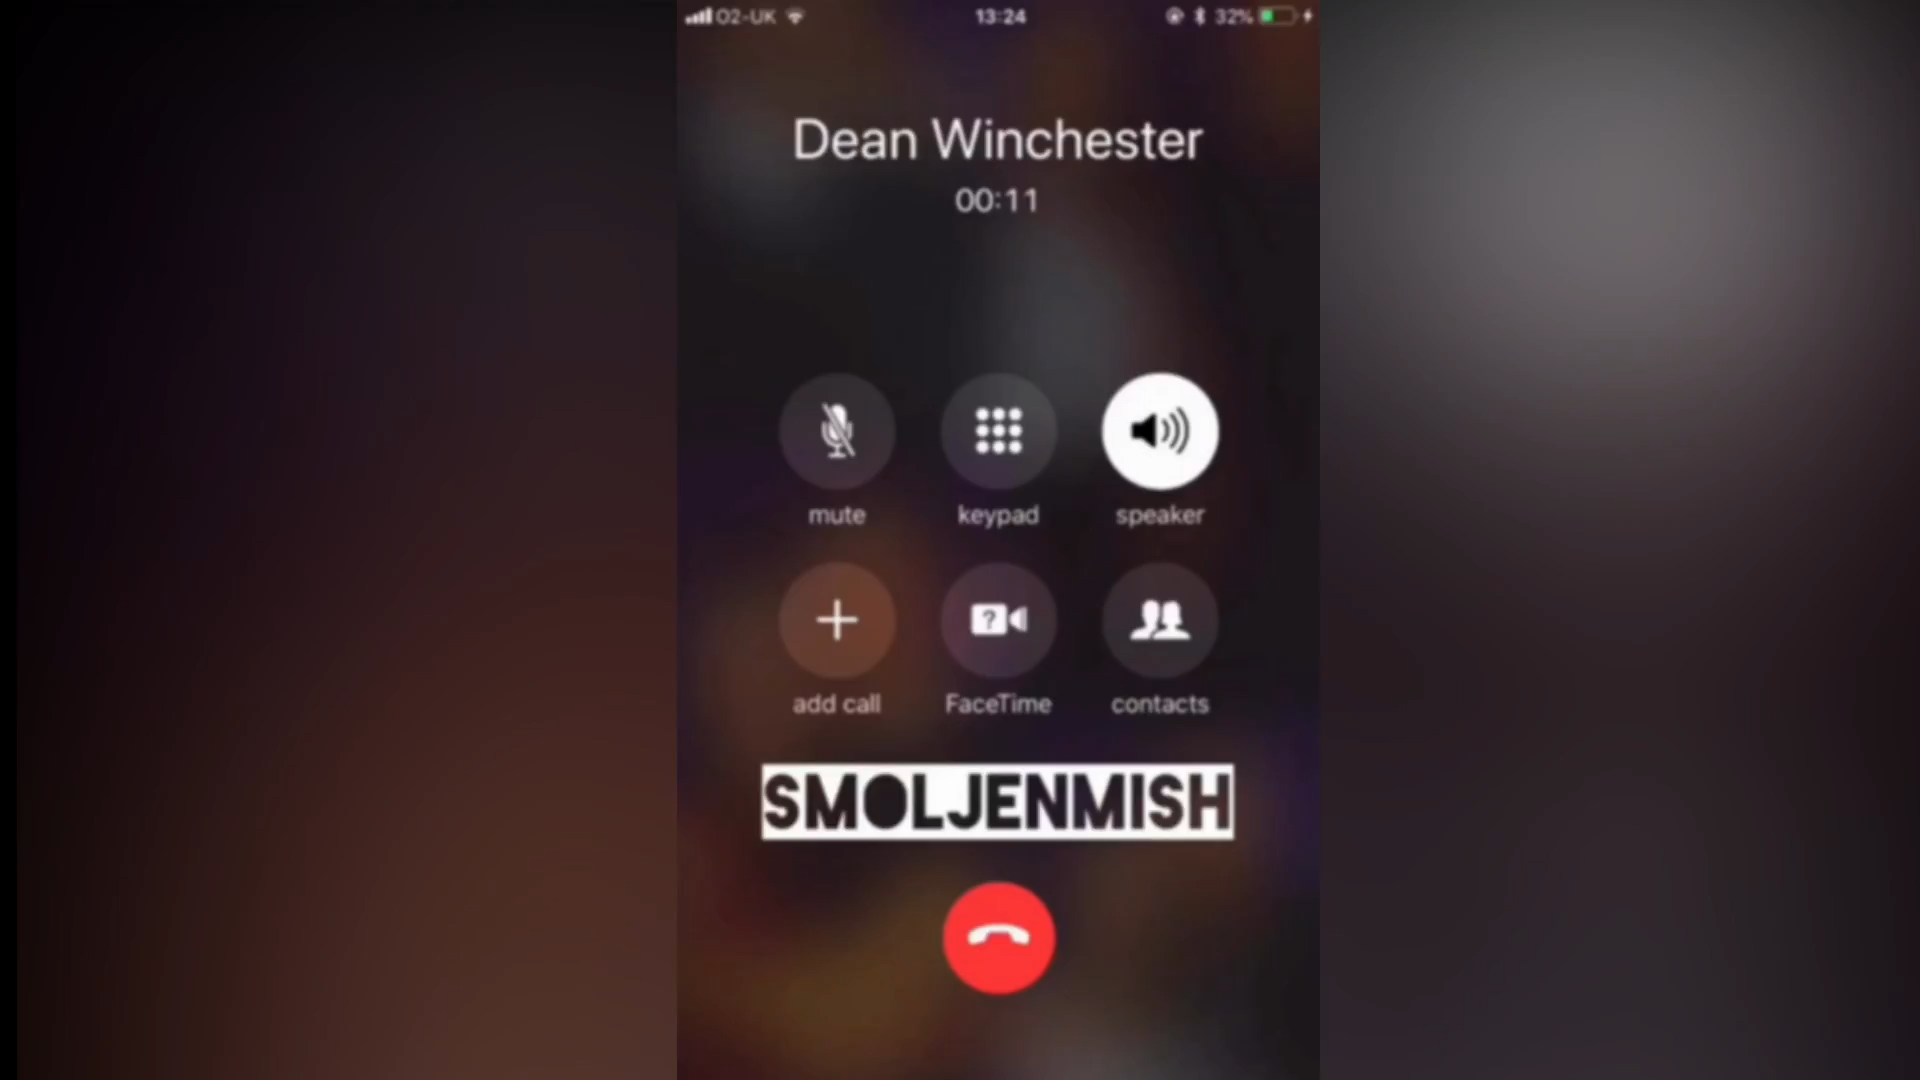 O2-UK 13:24 32%
Dean Winchester
00:11
mute keypad speaker
?
add call FaceTime contacts
SMOLJENMISH